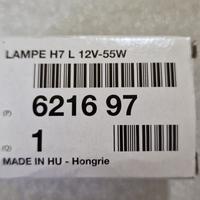 LAMPE H7 L 12V-55W
(P) 6216 97
(Q) 1
MADE IN HU - Hongrie